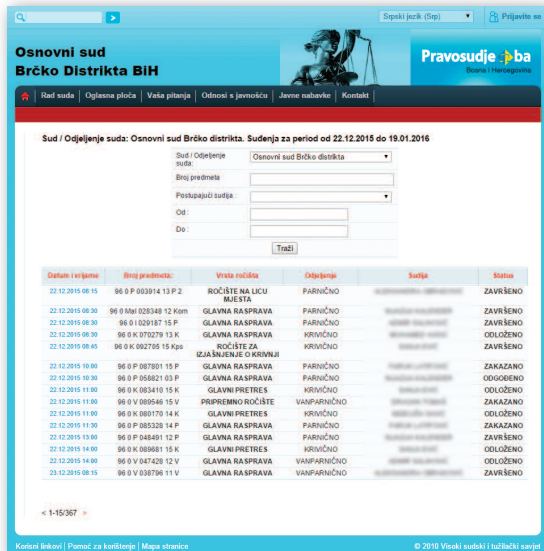 Srpski jezik (Srp)
Prijavite se
Osnovni sud
Brčko Distrikta BiH
Pravosudje ba
Bosna i Hercegovina
Rad suda | Oglasna ploča | Vaša pitanja | Odnosi s javnošću | Javne nabavke | Kontakt |
Sud / Odjeljenje suda: Osnovni sud Brčko distrikta. Suđenja za period od 22.12.2015 do 19.01.2016
Sud / Odjeljenje suda: Osnovni sud Brčko distrikta
Broj predmeta
Postupajući sudija :
Od :
Do :
Traži
Datum i vrijeme Broj predmeta: Vrsta ročišta Odjeljenje Sudija Status
22.12.2015 08:15 96 0 P 003914 13 P 2 ROČIŠTE NA LICU MJESTA PARNIČNO ZAVRŠENO
22.12.2015 08:30 96 0 Mal 028348 12 Kom GLAVNA RASPRAVA PARNIČNO ZAVRŠENO
22.12.2015 08:30 96 0 I 029187 15 P GLAVNA RASPRAVA PARNIČNO ZAVRŠENO
22.12.2015 08:30 96 0 K 070279 13 K GLAVNA RASPRAVA KRIVIČNO ODLOŽENO
22.12.2015 08:45 96 0 K 092705 15 Kps ROČIŠTE ZA IZJAŠNJENJE O KRIVNJI KRIVIČNO ZAVRŠENO
22.12.2015 10:00 96 0 P 087801 15 P GLAVNA RASPRAVA PARNIČNO ZAKAZANO
22.12.2015 10:30 96 0 P 058821 03 P GLAVNA RASPRAVA PARNIČNO ODGOĐENO
22.12.2015 11:00 96 0 K 083410 15 K GLAVNI PRETRES KRIVIČNO ODLOŽENO
22.12.2015 11:00 96 0 V 089546 15 V PRIPREMNO ROČIŠTE VANPARNIČNO ZAKAZANO
22.12.2015 11:00 96 0 K 080170 14 K GLAVNI PRETRES KRIVIČNO ODLOŽENO
22.12.2015 11:30 96 0 P 085328 14 P GLAVNA RASPRAVA PARNIČNO ZAKAZANO
22.12.2015 13:00 96 0 P 048491 12 P GLAVNA RASPRAVA PARNIČNO ZAVRŠENO
22.12.2015 14:00 96 0 K 089681 15 K GLAVNI PRETRES KRIVIČNO ODLOŽENO
22.12.2015 14:00 96 0 V 047428 12 V GLAVNA RASPRAVA VANPARNIČNO ODLOŽENO
23.12.2015 08:15 96 0 V 038796 11 V GLAVNA RASPRAVA VANPARNIČNO ZAVRŠENO
< 1-15/367 >
Korisni linkovi | Pomoć za korištenje | Mapa stranice
© 2010 Visoki sudski i tužilački savjet